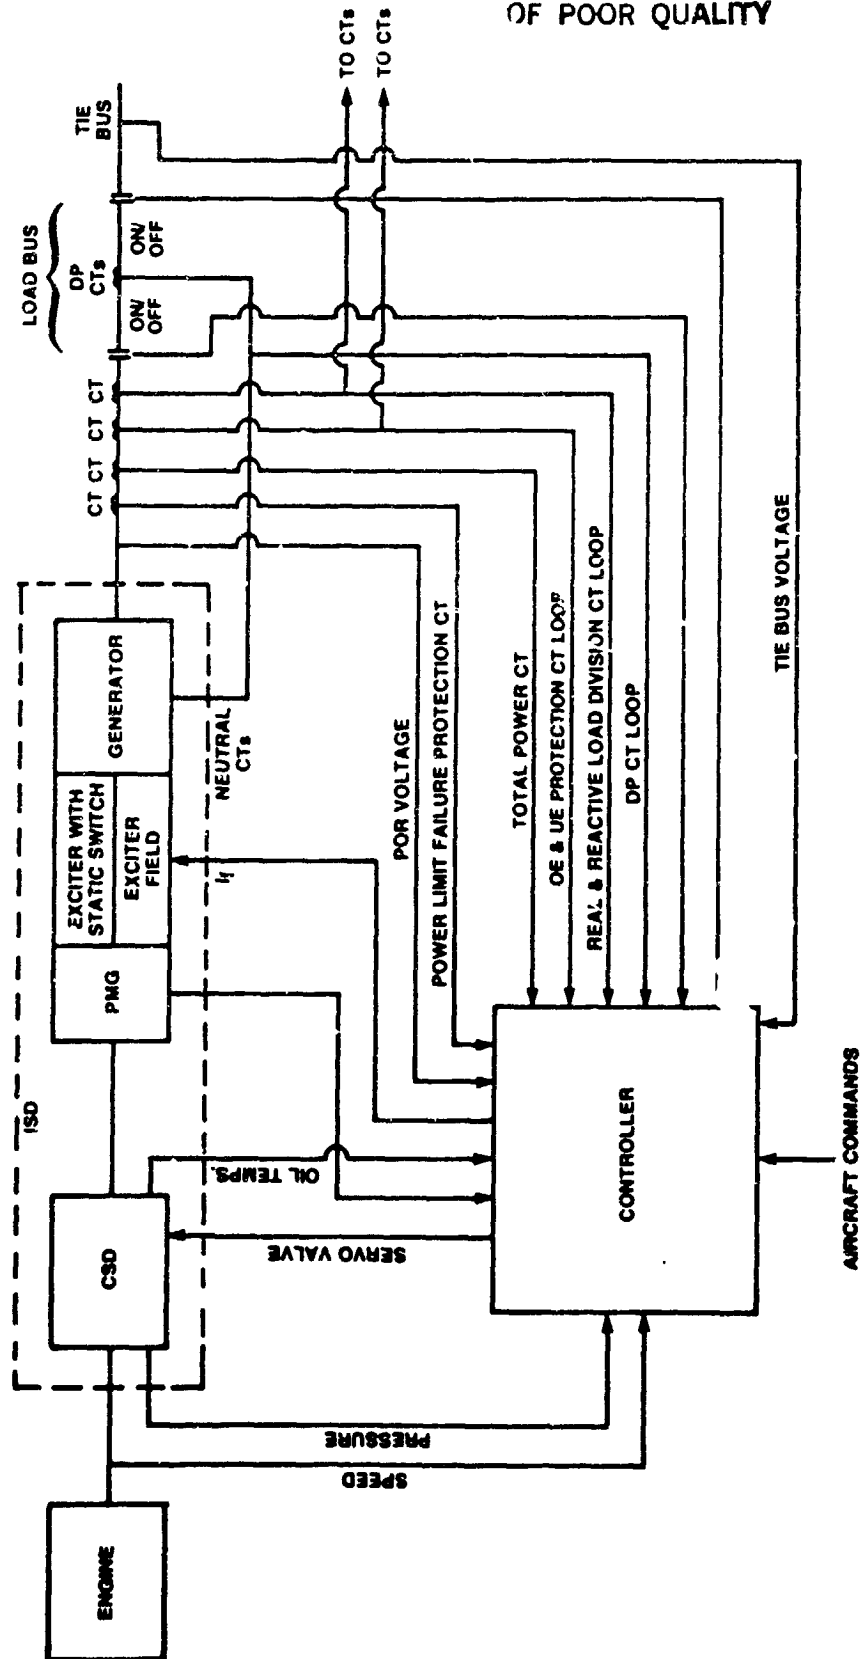 OF POOR QUALITY
TO CTs
TO CTs
TIE
BUS
LOAD BUS
ON/
OFF
DP
CTs
ON/
OFF
CT
CT
CT
CT
ISD
GENERATOR
EXCITER WITH
STATIC SWITCH
EXCITER
FIELD
PMG
NEUTRAL
CTs
If
CSD
ENGINE
OIL TEMPS.
SERVO VALVE
PRESSURE
SPEED
POR VOLTAGE
POWER LIMIT FAILURE PROTECTION CT
TOTAL POWER CT
OE & UE PROTECTION CT LOOP
REAL & REACTIVE LOAD DIVISION CT LOOP
DP CT LOOP
TIE BUS VOLTAGE
CONTROLLER
AIRCRAFT COMMANDS